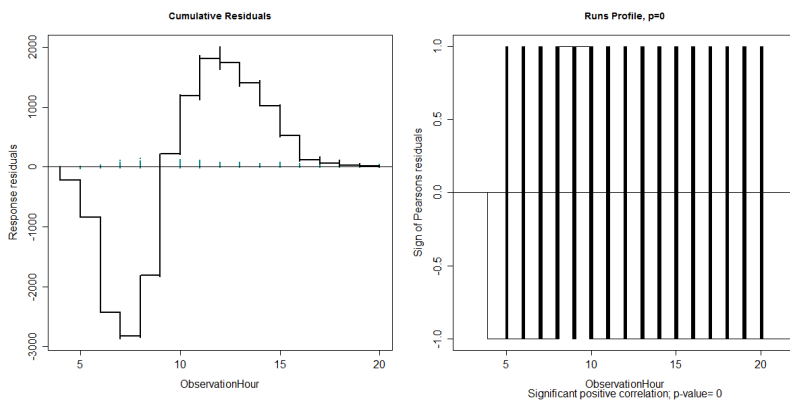 Cumulative Residuals
Response residuals
2000
1000
0
-1000
-2000
-3000
5
10
15
20
ObservationHour
Runs Profile, p=0
Sign of Pearsons residuals
1.0
0.5
0.0
-0.5
-1.0
5
10
15
20
ObservationHour
Significant positive correlation; p-value= 0